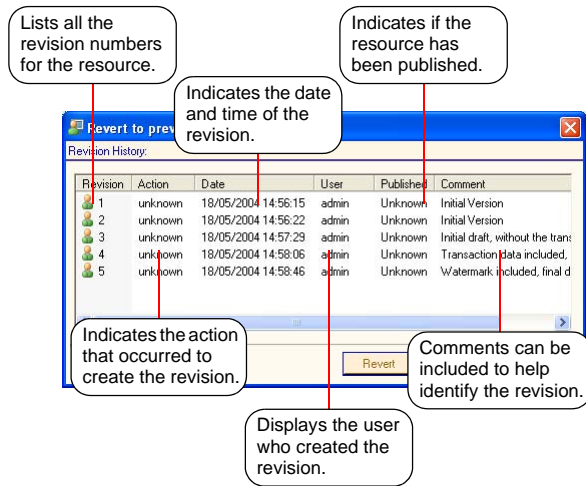 Lists all the
revision numbers
for the resource.
Indicates if the
resource has
been published.
Indicates the date
and time of the
revision.
Revert to prev
Revision History:
Revision Action Date User Published Comment
1 unknown 18/05/2004 14:56:15 admin Unknown Initial Version
2 unknown 18/05/2004 14:56:22 admin Unknown Initial Version
3 unknown 18/05/2004 14:57:29 admin Unknown Initial draft, without the trans
4 unknown 18/05/2004 14:58:06 admin Unknown Transaction data included,
5 unknown 18/05/2004 14:58:46 admin Unknown Watermark included, final d
Indicates the action
that occurred to
create the revision.
Revert
Comments can be
included to help
identify the revision.
Displays the user
who created the
revision.